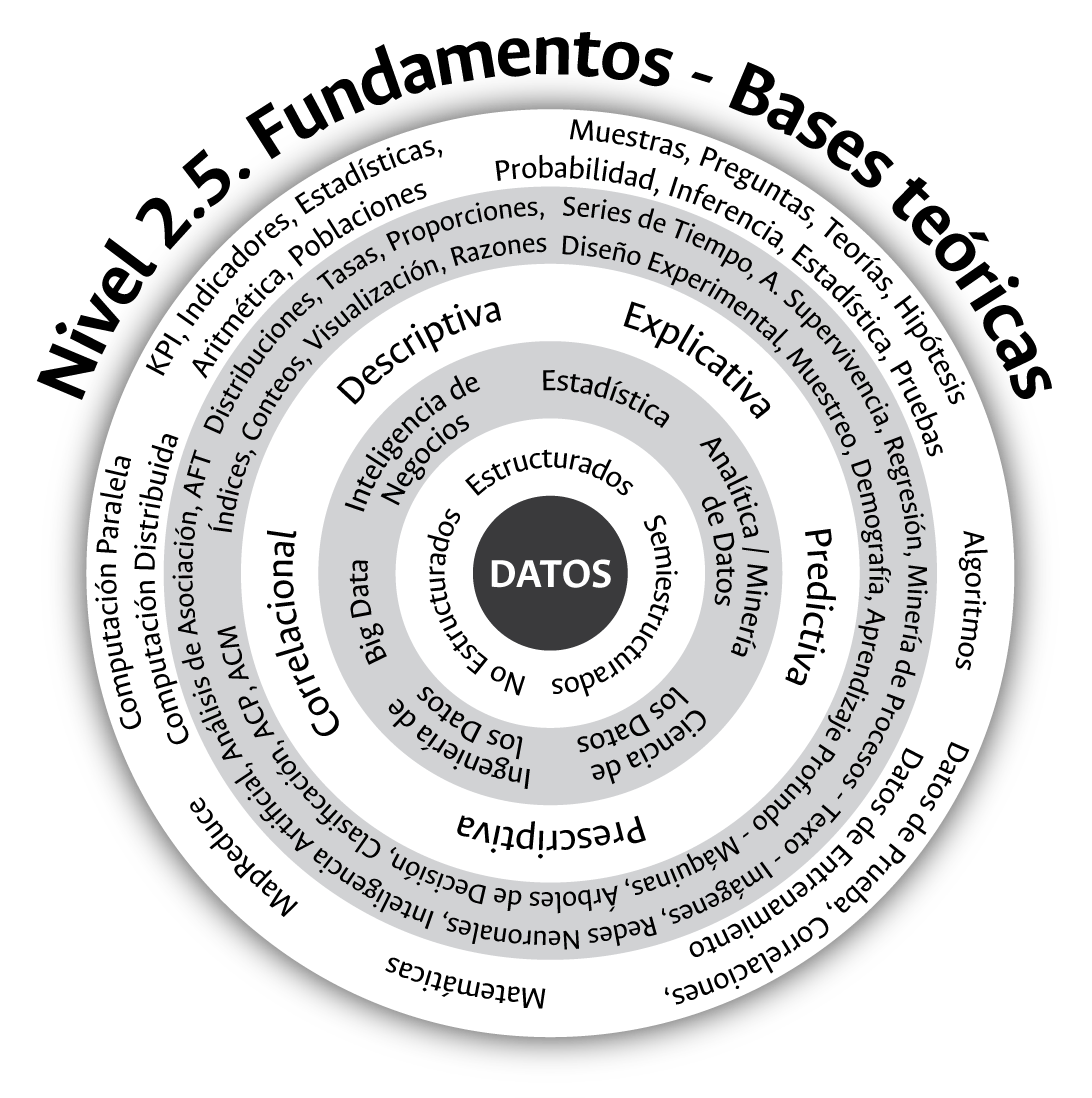 Nivel 2.5. Fundamentos - Bases teóricas
KPI, Indicadores, Estadísticas,
Aritmética, Poblaciones
Muestras, Preguntas, Teorías, Hipótesis
Probabilidad, Inferencia, Estadística, Pruebas
Algoritmos
Datos de Prueba, Correlaciones,
Datos de Entrenamiento
Matemáticas
MapReduce
Computación Paralela
Computación Distribuida
Distribuciones, Tasas, Proporciones,
Índices, Conteos, Visualización, Razones
Series de Tiempo, A. Supervivencia, Regresión, Minería de Procesos - Texto - Imágenes, Redes Neuronales, Inteligencia Artificial, Análisis de Asociación, AFT
Diseño Experimental, Muestreo, Demografía, Aprendizaje Profundo - Máquinas, Árboles de Decisión, Clasificación, ACP, ACM
Descriptiva
Explicativa
Predictiva
Prescriptiva
Correlacional
Inteligencia de
Negocios
Estadística
Analítica / Minería
de Datos
Ciencia de
los Datos
Ingeniería de
los Datos
Big Data
Estructurados
Semiestructurados
No Estructurados
DATOS